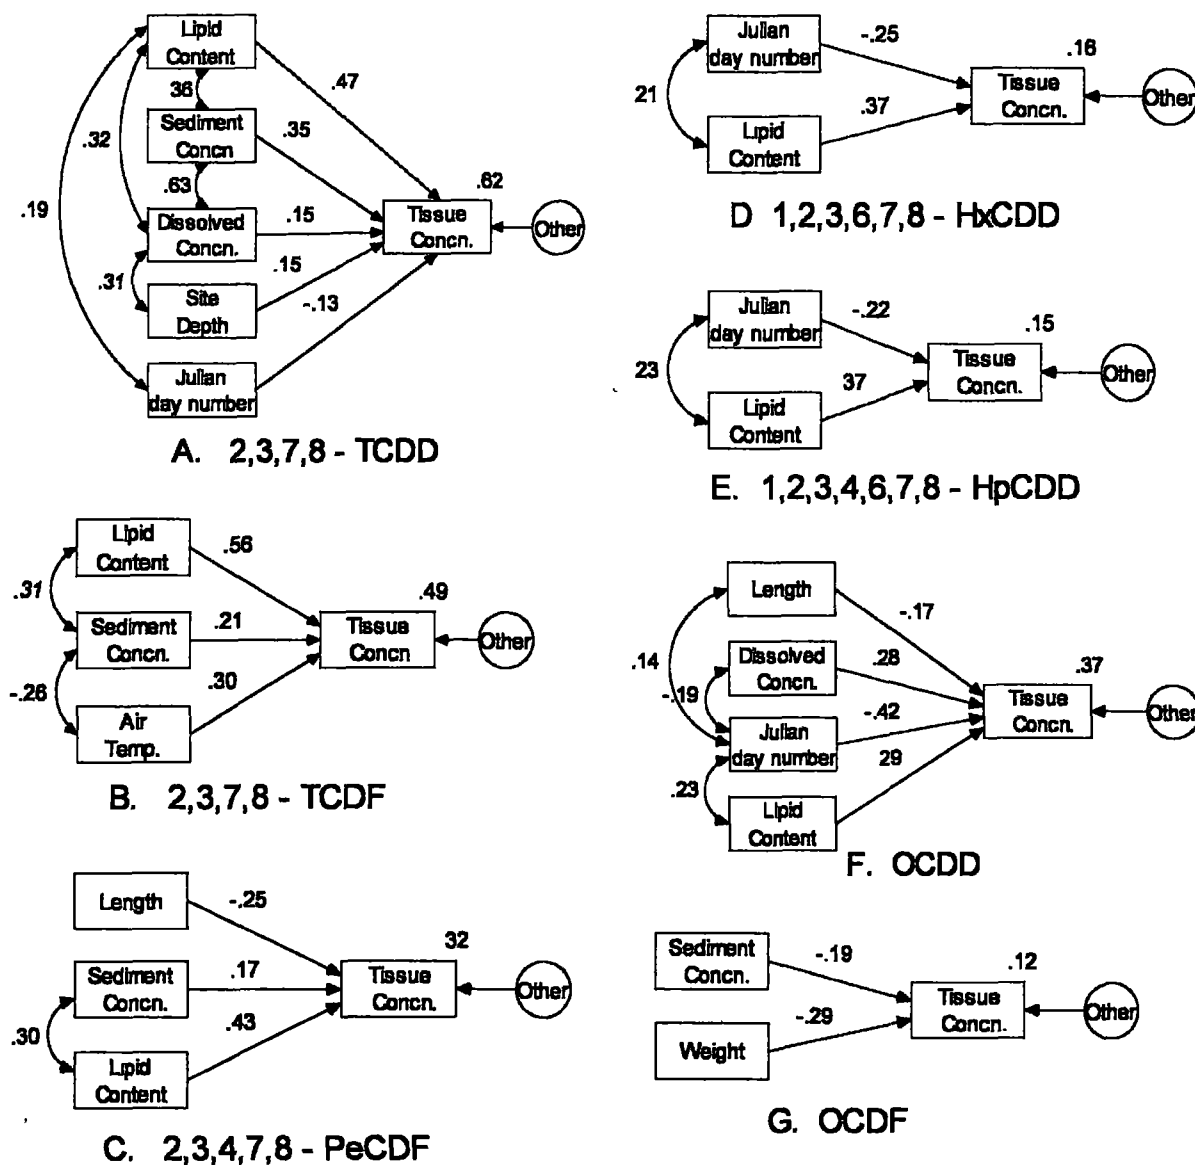 Lipid
Content
.47
36
Sediment
Concn
.35
.32
.63
.62
.19
Dissolved
Concn.
.15
Tissue
Concn.
Other
.31
.15
Site
Depth
-.13
Julian
day number
A. 2,3,7,8 - TCDD
Lipid
Content
.56
.31
.49
Sediment
Concn.
.21
Tissue
Concn
Other
-.26
.30
Air
Temp.
B. 2,3,7,8 - TCDF
Length
-.25
32
Sediment
Concn.
.17
Tissue
Concn.
Other
.30
.43
Lipid
Content
C. 2,3,4,7,8 - PeCDF
Julian
day number
-.25
.16
21
Tissue
Concn.
Other
.37
Lipid
Content
D 1,2,3,6,7,8 - HxCDD
Julian
day number
-.22
.15
23
Tissue
Concn.
Other
37
Lipid
Content
E. 1,2,3,4,6,7,8 - HpCDD
Length
-.17
.14
Dissolved
Concn.
.28
.37
-.19
Tissue
Concn.
Other
-.42
Julian
day number
29
.23
Lipid
Content
F. OCDD
Sediment
Concn.
-.19
.12
Tissue
Concn.
Other
-.29
Weight
G. OCDF